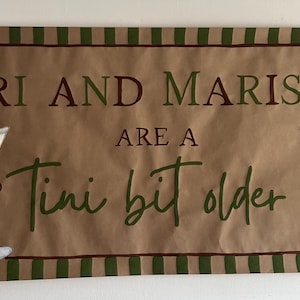 RI AND MARIS
ARE A
Tini bit older